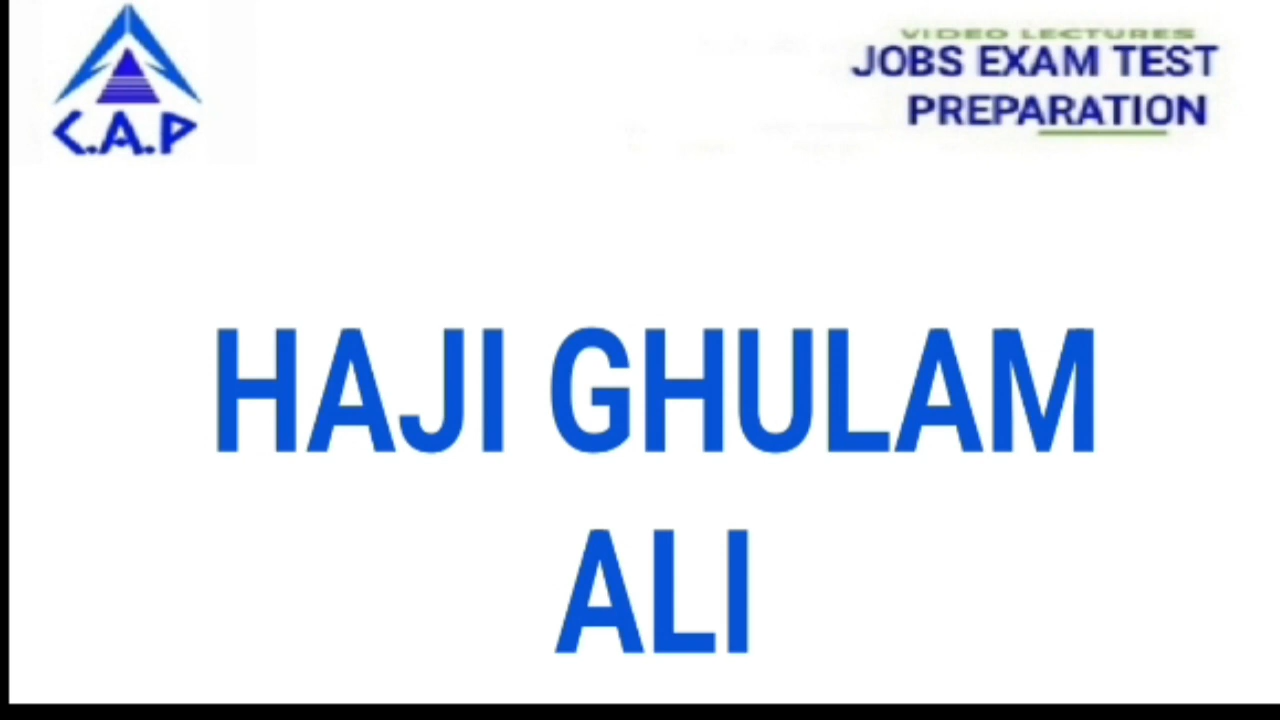 C.A.P
VIDEO LECTURES
JOBS EXAM TEST
PREPARATION
HAJI GHULAM
ALI